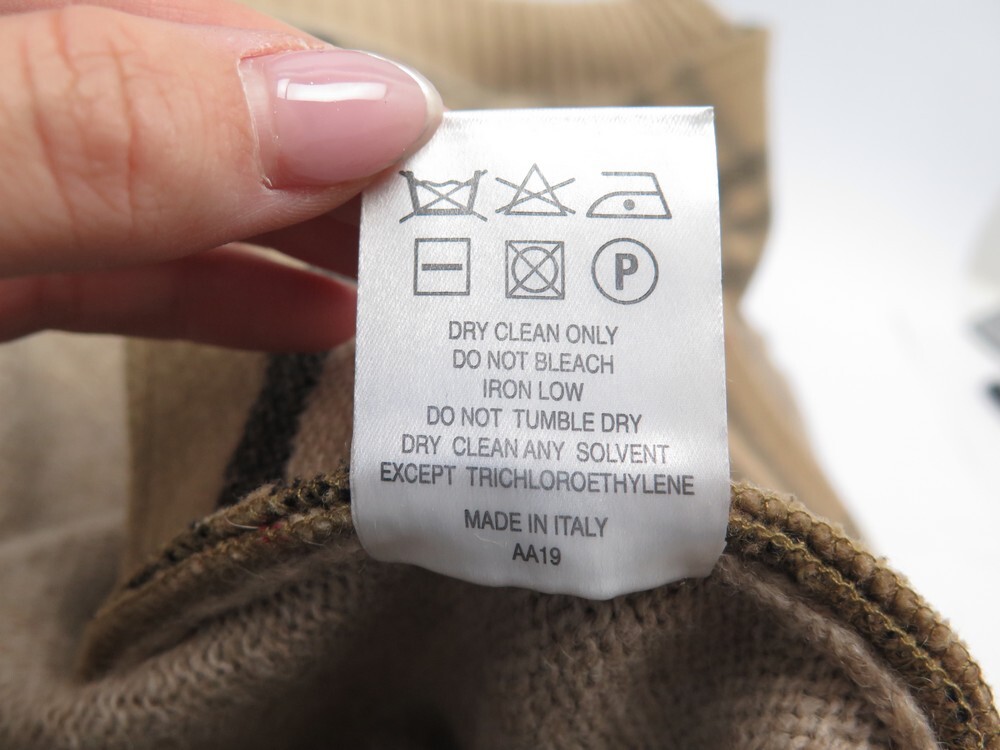 P
DRY CLEAN ONLY
DO NOT BLEACH
IRON LOW
DO NOT TUMBLE DRY
DRY CLEAN ANY SOLVENT
EXCEPT TRICHLOROETHYLENE
MADE IN ITALY
AA19